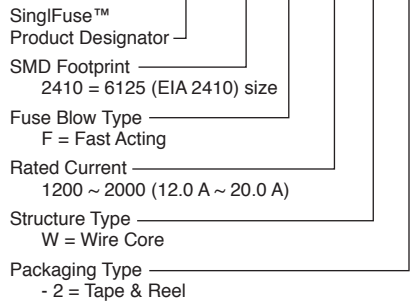 SinglFuse™
Product Designator
SMD Footprint
2410 = 6125 (EIA 2410) size
Fuse Blow Type
F = Fast Acting
Rated Current
1200 ~ 2000 (12.0 A ~ 20.0 A)
Structure Type
W = Wire Core
Packaging Type
- 2 = Tape & Reel